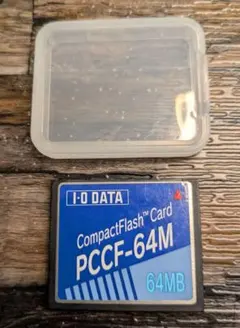 I·O DATA
CompactFlash™ Card
PCCF-64M
64MB